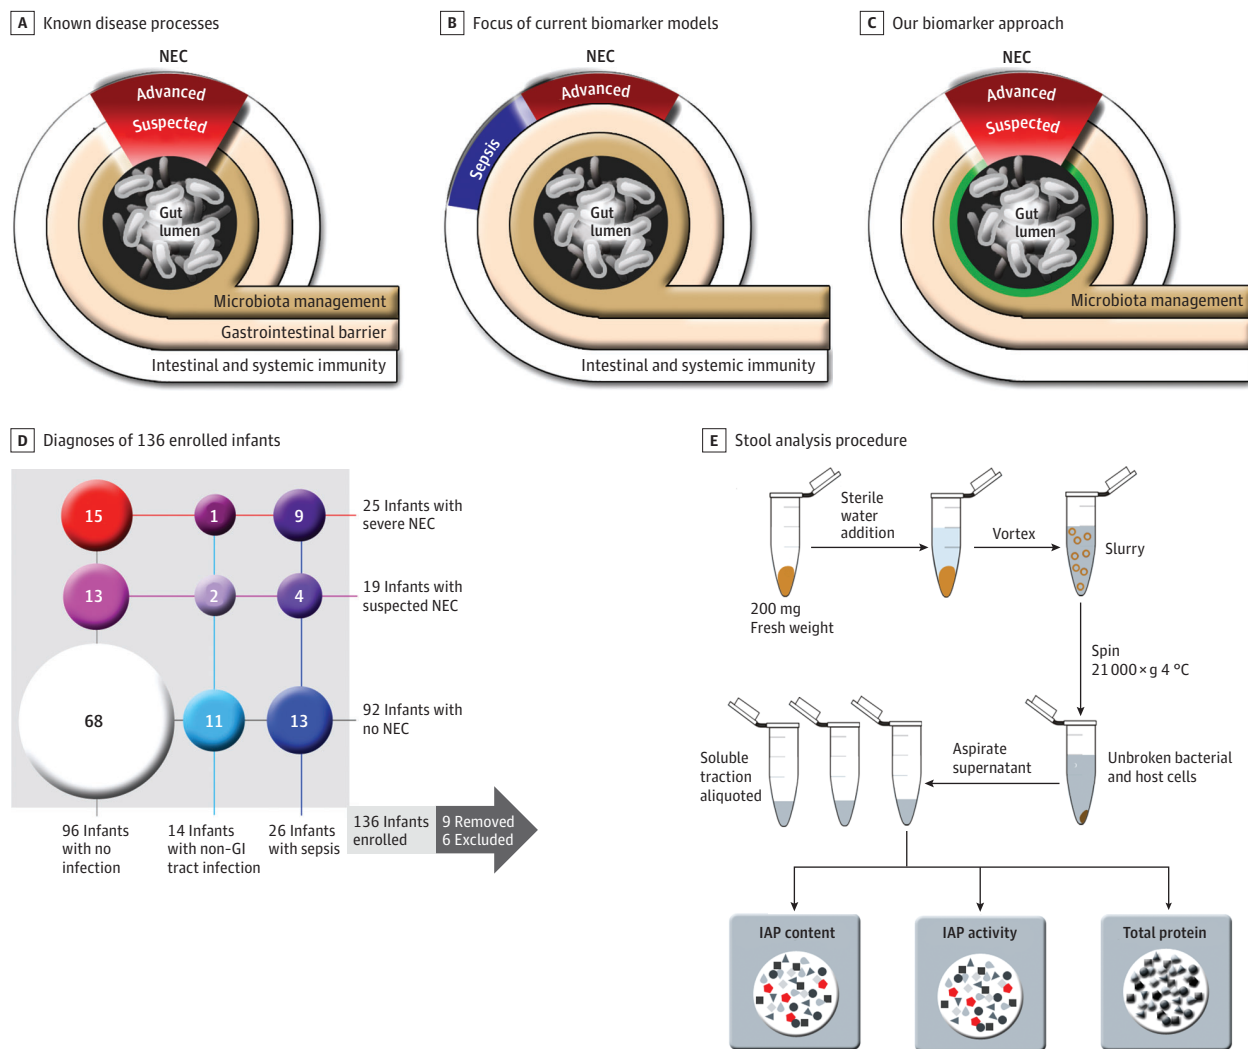 A Known disease processes
NEC
Advanced
Suspected
Gut
lumen
Microbiota management
Gastrointestinal barrier
Intestinal and systemic immunity
B Focus of current biomarker models
NEC
Advanced
Sepsis
Gut
lumen
Intestinal and systemic immunity
C Our biomarker approach
NEC
Advanced
Suspected
Gut
lumen
Microbiota management
D Diagnoses of 136 enrolled infants
15
1
9
25 Infants with
severe NEC
13
2
4
19 Infants with
suspected NEC
68
11
13
92 Infants with
no NEC
96 Infants
with no
infection
14 Infants
with non-GI
tract infection
26 Infants
with sepsis
136 Infants
enrolled
9 Removed
6 Excluded
E Stool analysis procedure
200 mg
Fresh weight
Sterile
water
addition
Vortex
Slurry
Spin
21 000 × g 4 °C
Unbroken bacterial
and host cells
Aspirate
supernatant
Soluble
traction
aliquoted
IAP content
IAP activity
Total protein